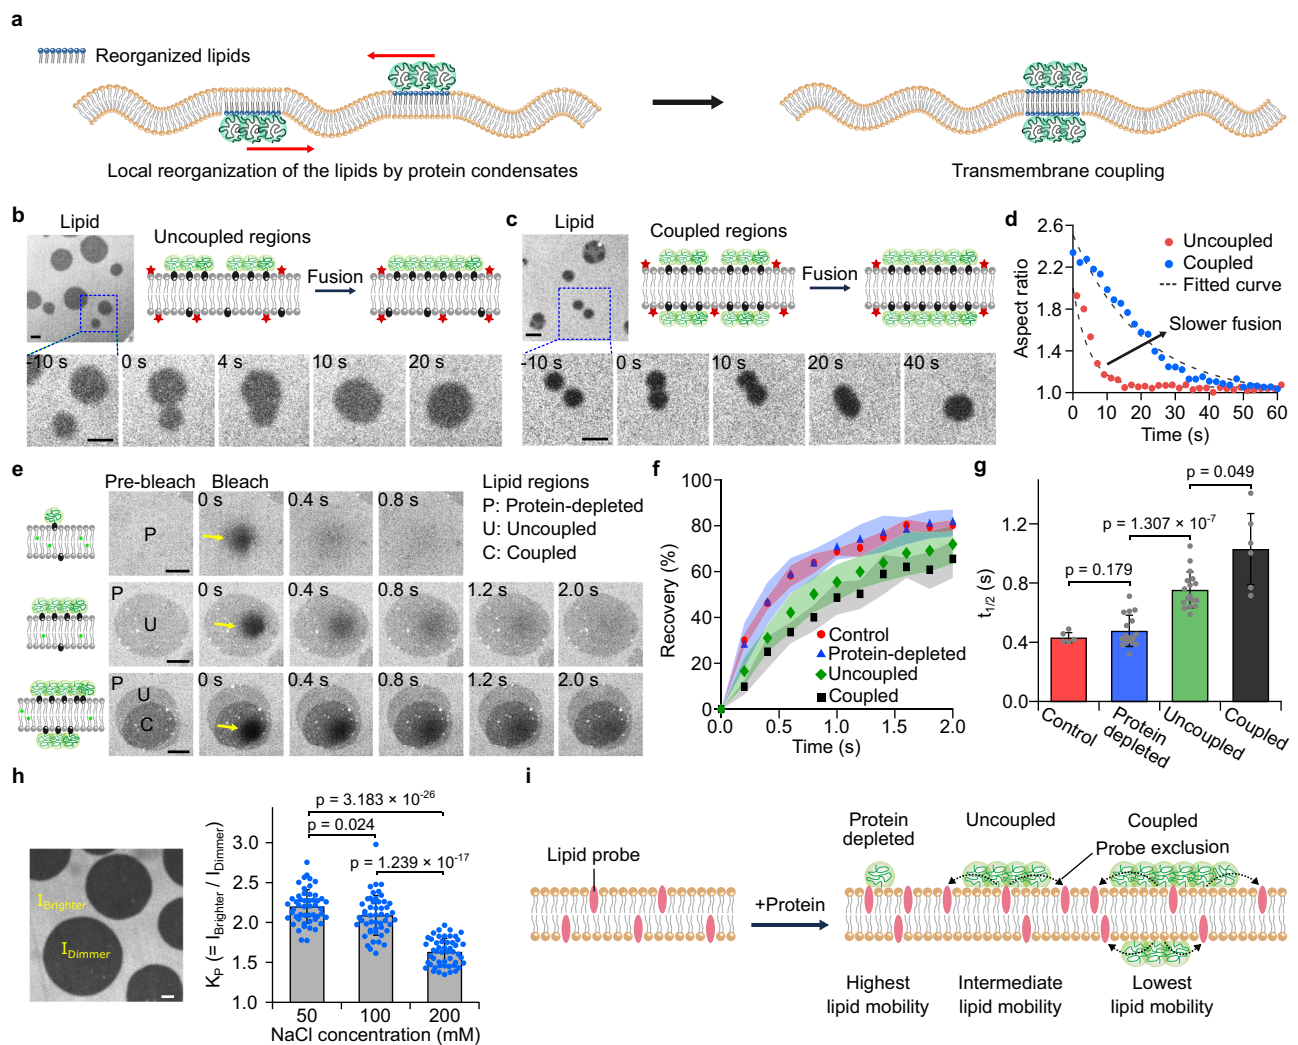 a
Reorganized lipids
Local reorganization of the lipids by protein condensates
Transmembrane coupling
b
Lipid
Uncoupled regions
Fusion
-10 s
0 s
4 s
10 s
20 s
c
Lipid
Coupled regions
Fusion
-10 s
0 s
10 s
20 s
40 s
d
Aspect ratio
2.6
2.2
1.8
1.4
1.0
Uncoupled
Coupled
Fitted curve
Slower fusion
0 10 20 30 40 50 60
Time (s)
e
Pre-bleach Bleach
0 s 0.4 s 0.8 s
P
Lipid regions
P: Protein-depleted
U: Uncoupled
C: Coupled
P 0 s 0.4 s 0.8 s 1.2 s 2.0 s
U
P 0 s 0.4 s 0.8 s 1.2 s 2.0 s
U
C
f
Recovery (%)
100
80
60
40
20
0
Control
Protein-depleted
Uncoupled
Coupled
0.0 0.5 1.0 1.5 2.0
Time (s)
g
t1/2 (s)
1.2
0.8
0.4
0.0
p = 0.049
p = 1.307 × 10-7
p = 0.179
Control
Protein depleted
Uncoupled
Coupled
h
IBrighter
IDimmer
KP (= IBrighter / IDimmer)
3.0
2.5
2.0
1.5
1.0
p = 3.183 × 10-26
p = 0.024
p = 1.239 × 10-17
50 100 200
NaCl concentration (mM)
i
Lipid probe
+Protein
Protein
depleted
Uncoupled
Coupled
Probe exclusion
Highest
lipid mobility
Intermediate
lipid mobility
Lowest
lipid mobility